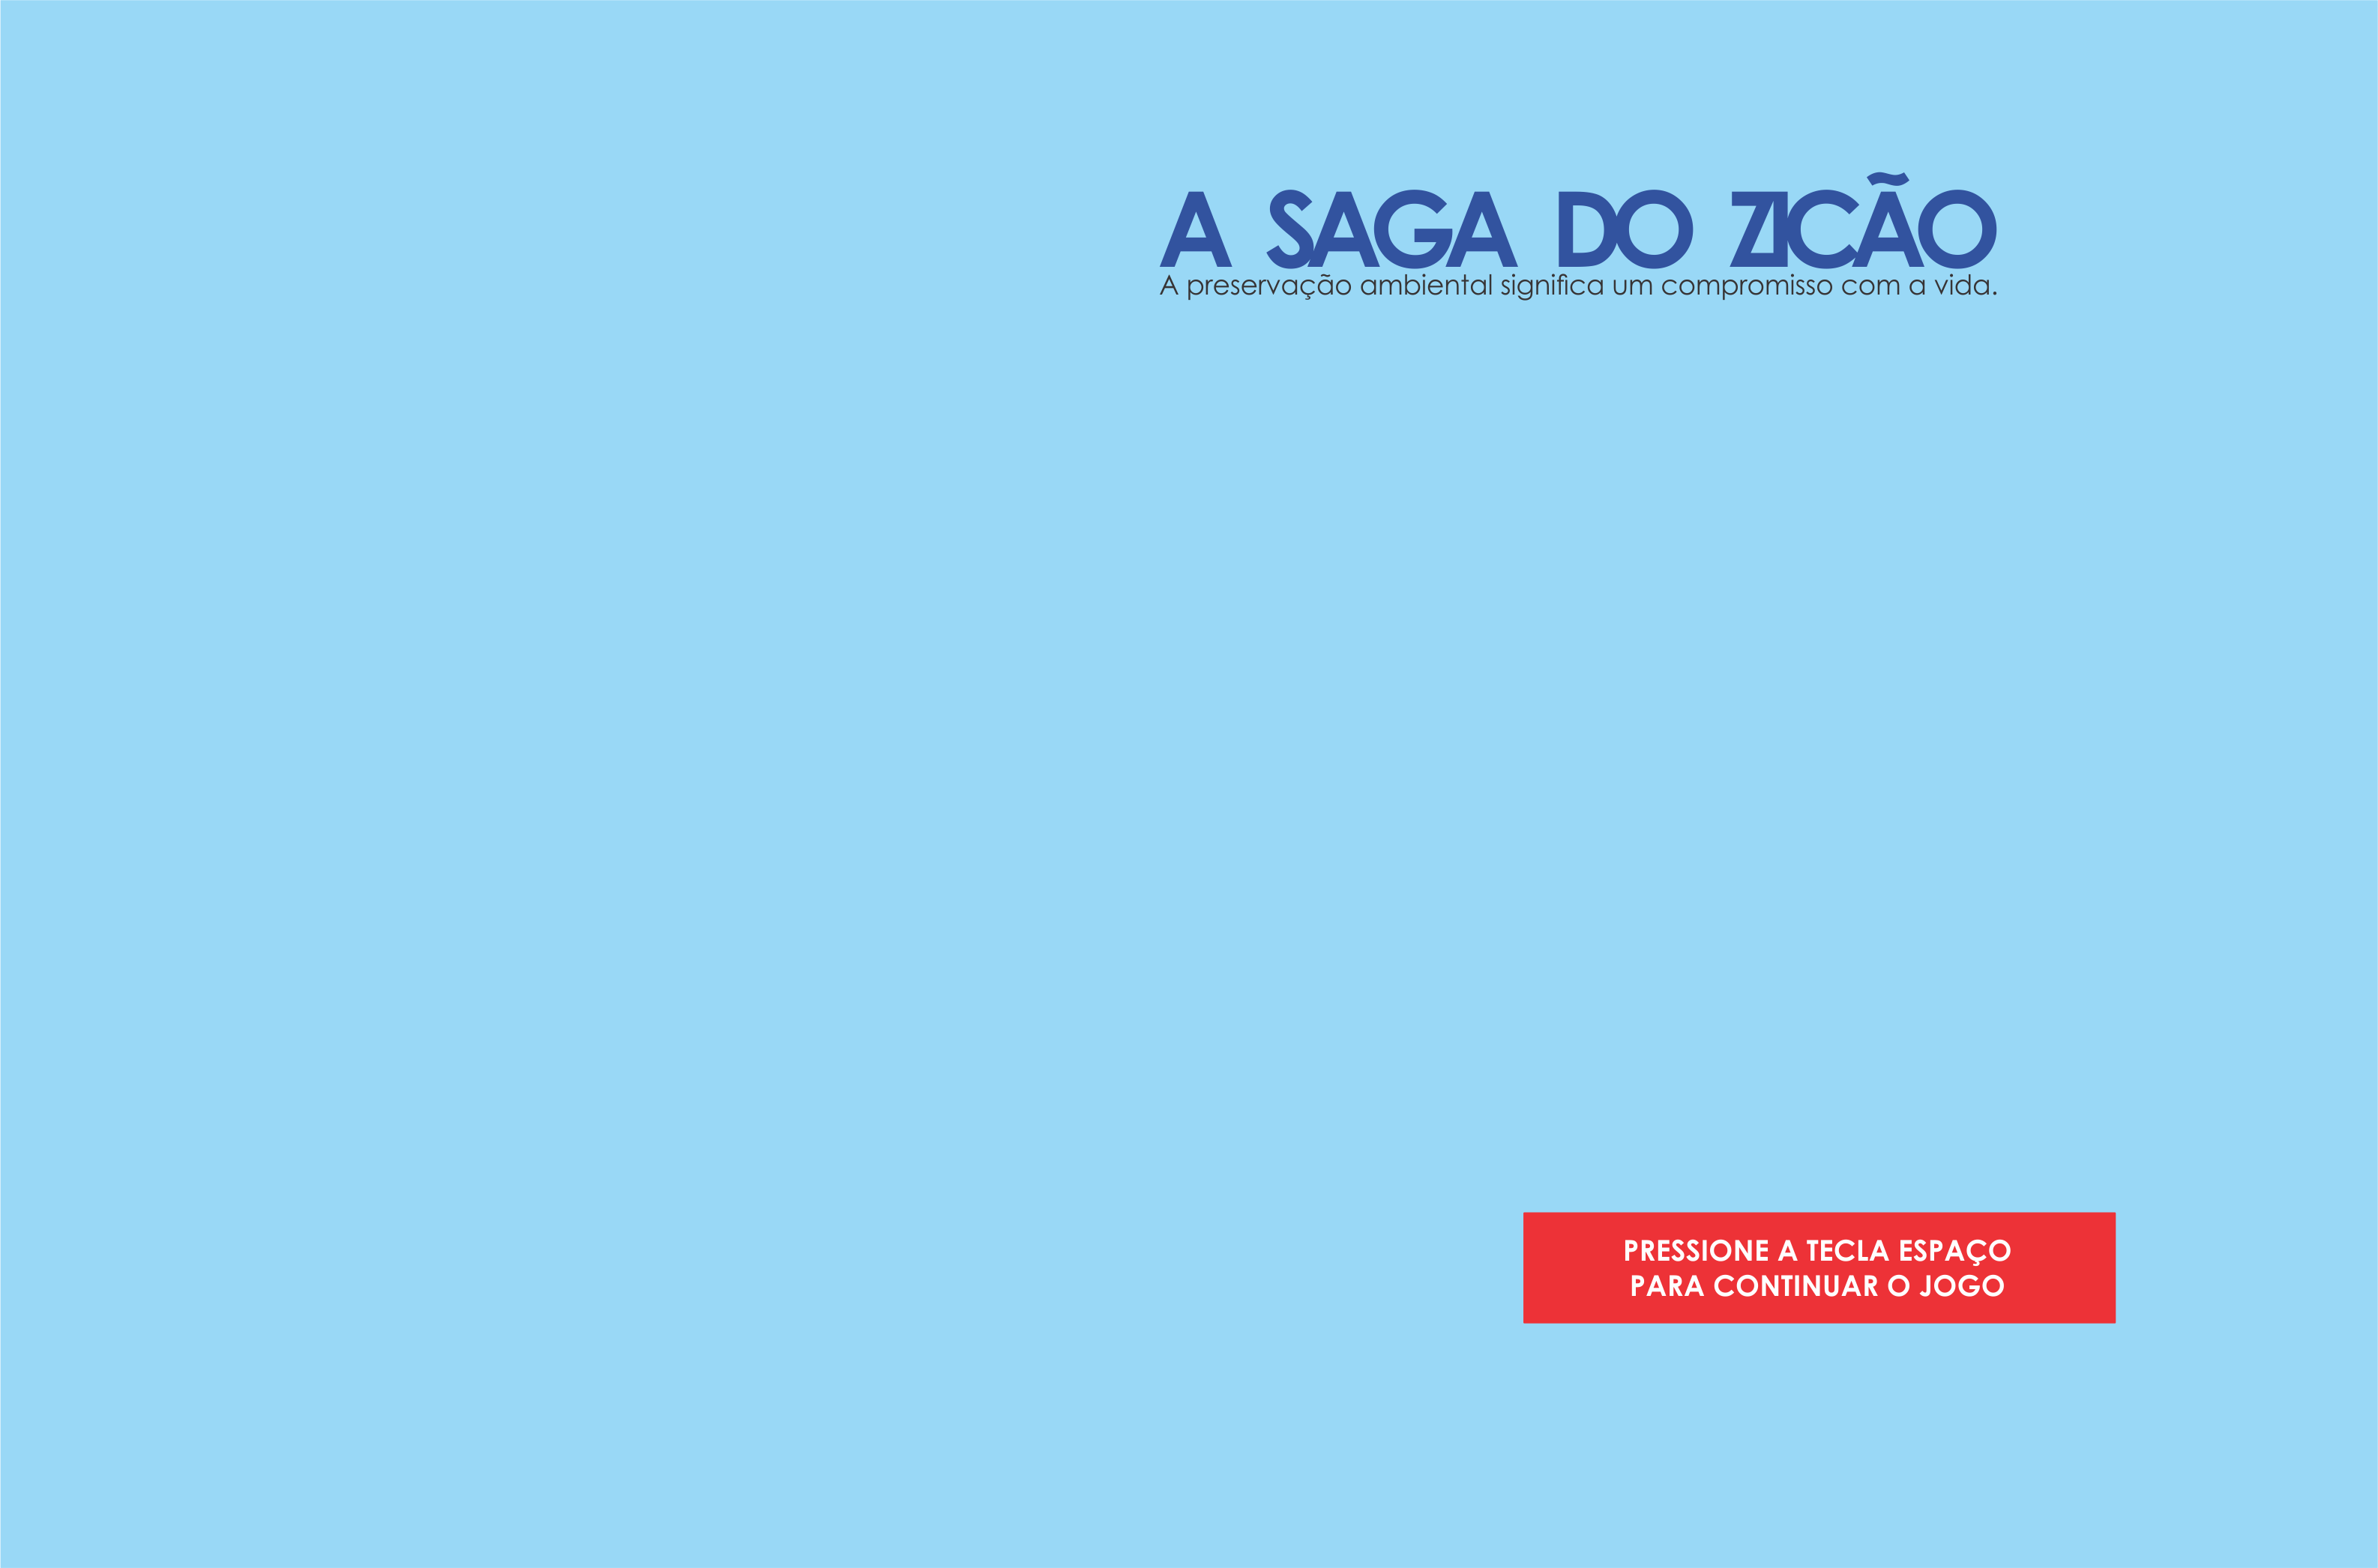 A SAGA DO ZICÃO
A preservação ambiental significa um compromisso com a vida.
PRESSIONE A TECLA ESPAÇO
PARA CONTINUAR O JOGO